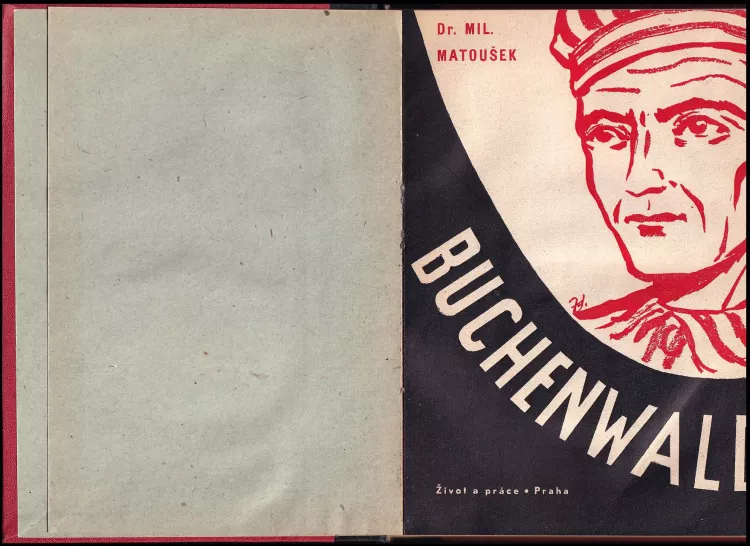 Dr. MIL.
MATOUŠEK
BUCHENWALD
Život a práce • Praha